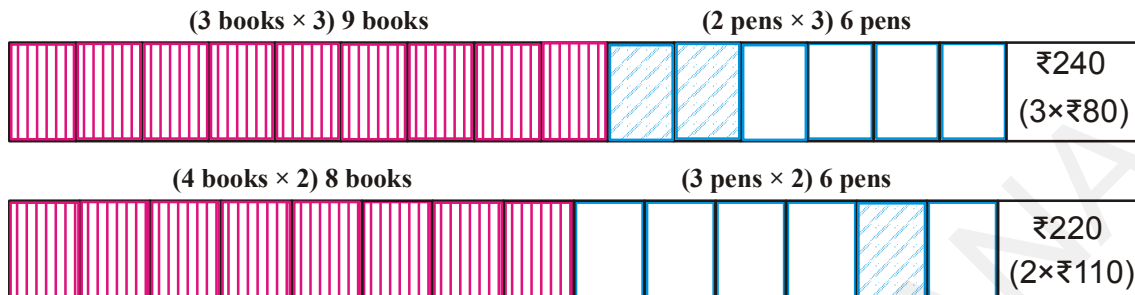 (3 books × 3) 9 books (2 pens × 3) 6 pens
₹240
(3×₹80)
(4 books × 2) 8 books (3 pens × 2) 6 pens
₹220
(2×₹110)